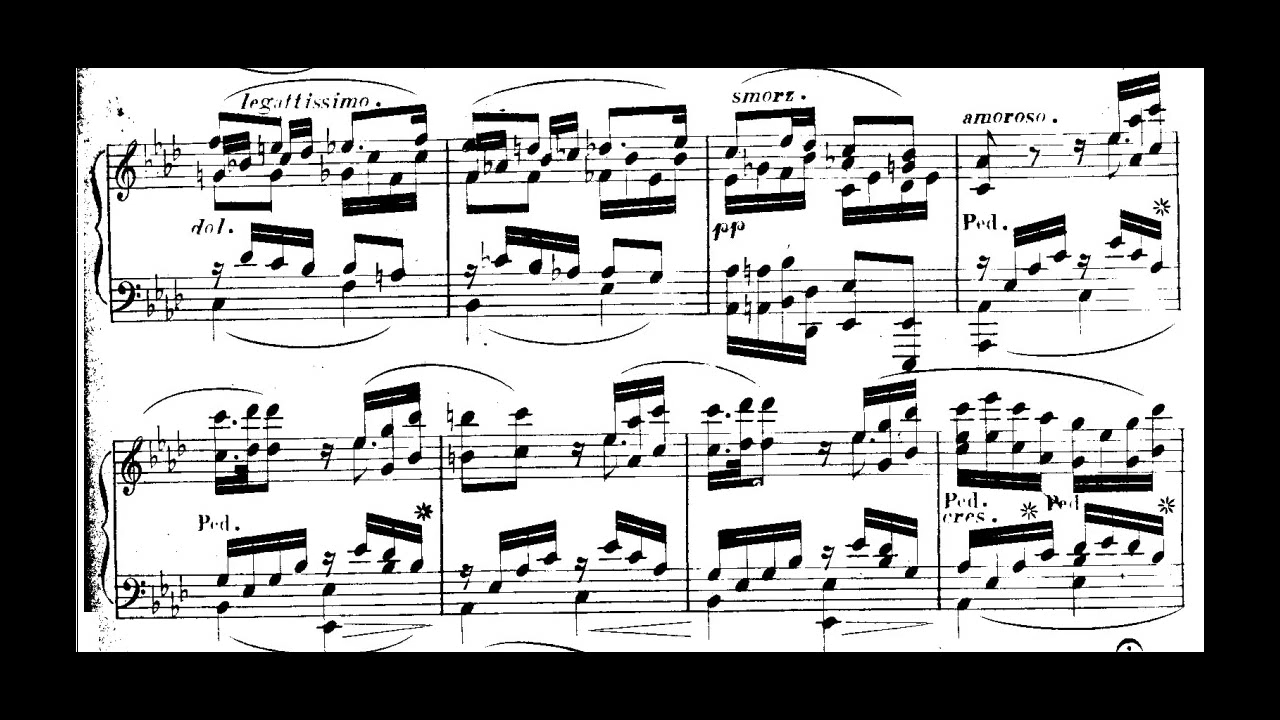 legattissimo.
smorz.
amoroso.
dol.
pp
Ped.
Ped.
Ped.
Ped
cres.